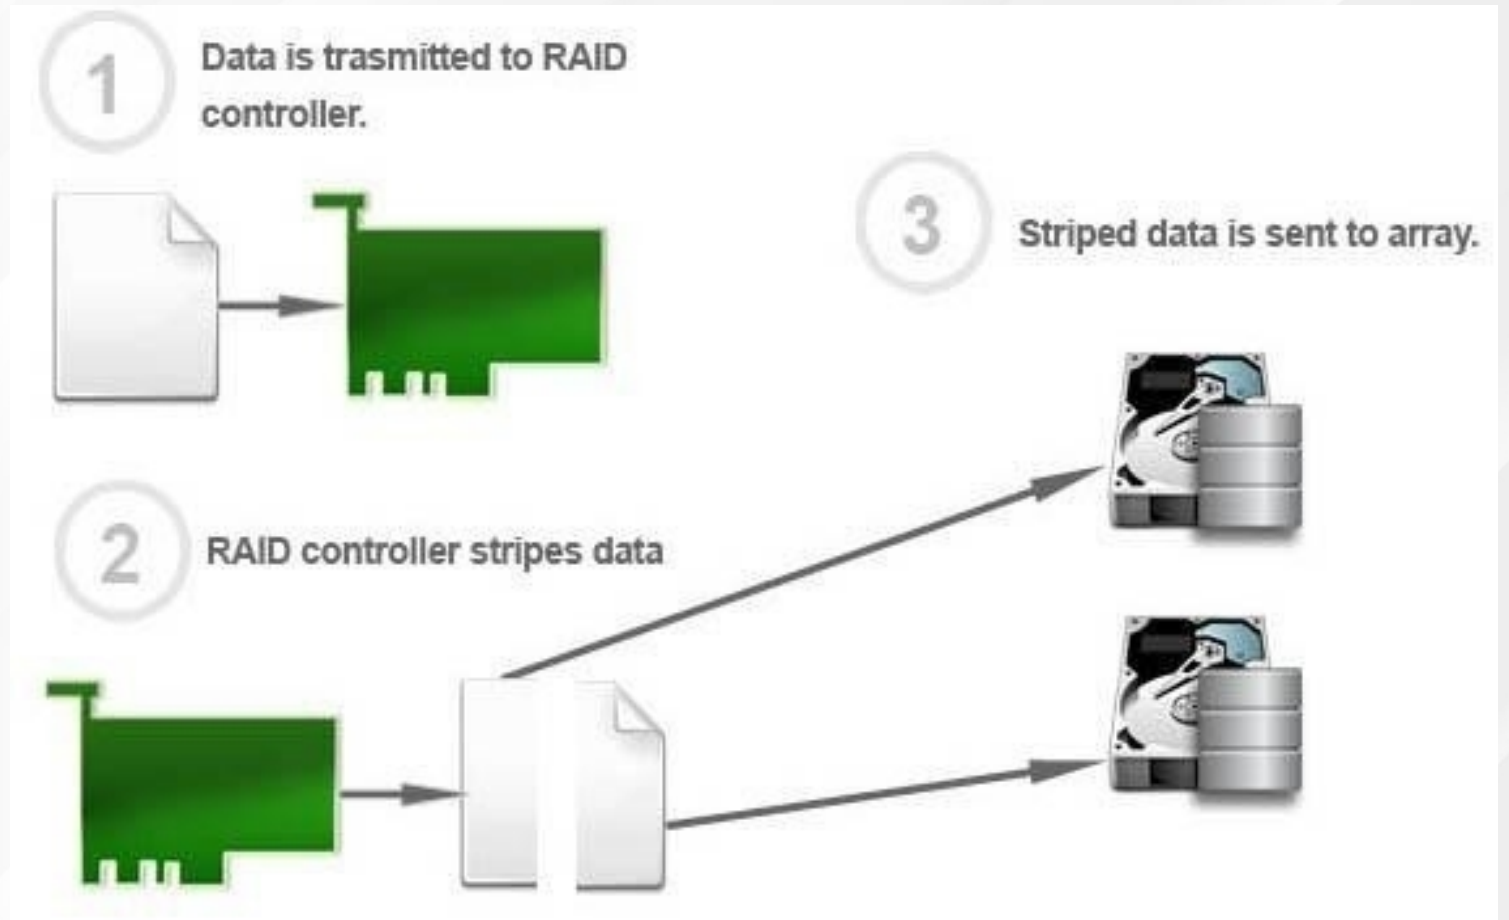 1
Data is trasmitted to RAID
controller.
2
RAID controller stripes data
3
Striped data is sent to array.